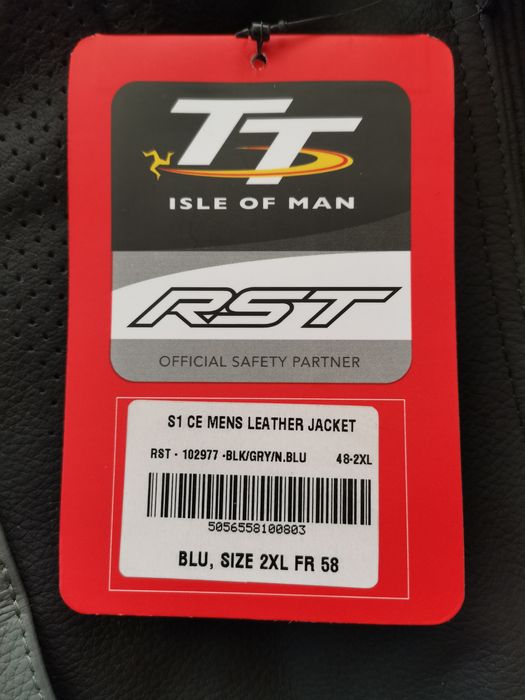 TT
ISLE OF MAN
RST
OFFICIAL SAFETY PARTNER
S1 CE MENS LEATHER JACKET
RST - 102977 -BLK/GRY/N.BLU 48-2XL
5056558100803
BLU, SIZE 2XL FR 58